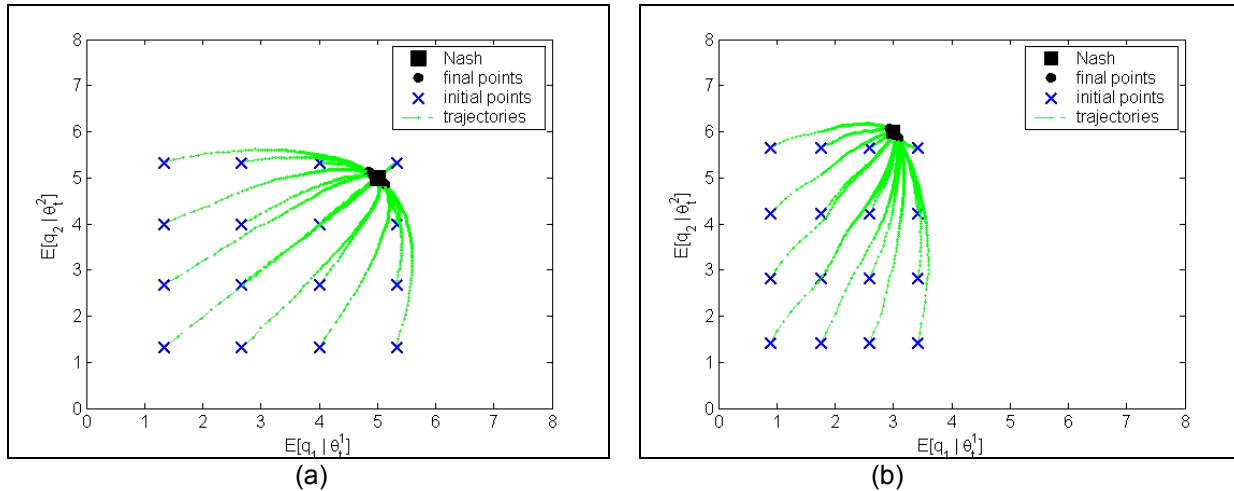 8
7
6
5
4
3
2
1
0
E[q₂ | θₜ²]
0 1 2 3 4 5 6 7 8
E[q₁ | θₜ¹]
Nash
final points
initial points
trajectories
(a)
8
7
6
5
4
3
2
1
0
E[q₂ | θₜ²]
0 1 2 3 4 5 6 7 8
E[q₁ | θₜ¹]
Nash
final points
initial points
trajectories
(b)